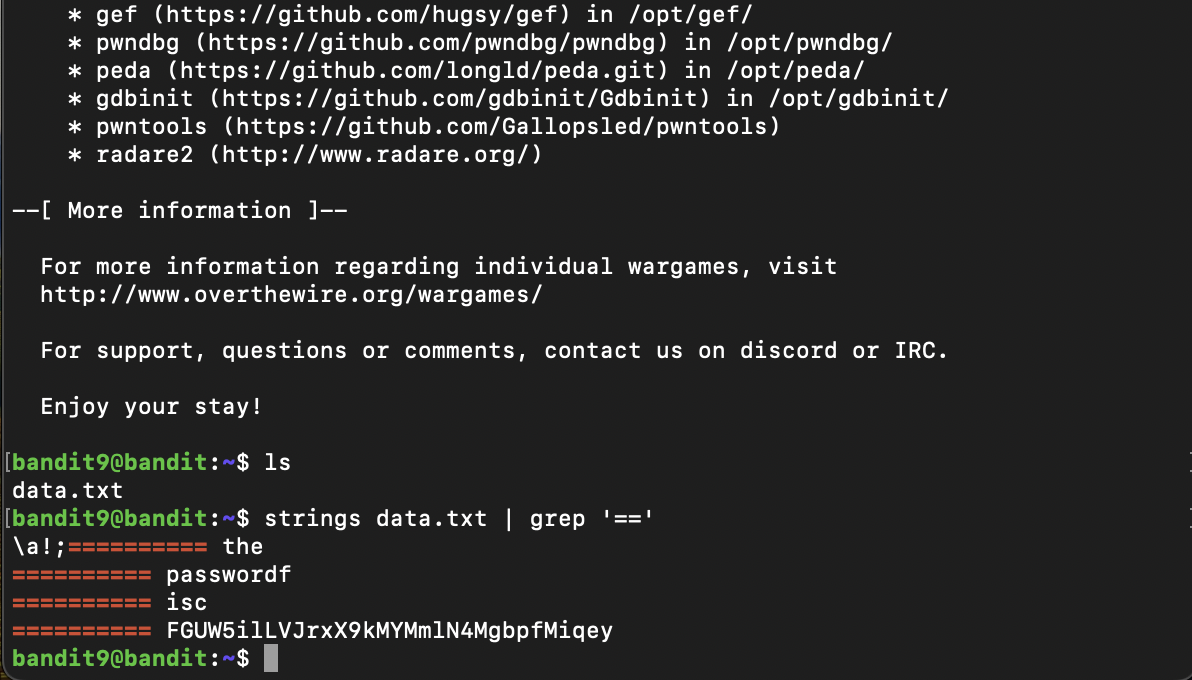 * gef (https://github.com/hugsy/gef) in /opt/gef/
* pwndbg (https://github.com/pwndbg/pwndbg) in /opt/pwndbg/
* peda (https://github.com/longld/peda.git) in /opt/peda/
* gdbinit (https://github.com/gdbinit/Gdbinit) in /opt/gdbinit/
* pwntools (https://github.com/Gallopsled/pwntools)
* radare2 (http://www.radare.org/)
--[ More information ]--
For more information regarding individual wargames, visit
http://www.overthewire.org/wargames/
For support, questions or comments, contact us on discord or IRC.
Enjoy your stay!
[bandit9@bandit:~$ ls
data.txt
[bandit9@bandit:~$ strings data.txt | grep '=='
\a!;========== the
========== passwordf
========== isc
========== FGUW5ilLVJrxX9kMYMmlN4MgbpfMiqey
bandit9@bandit:~$